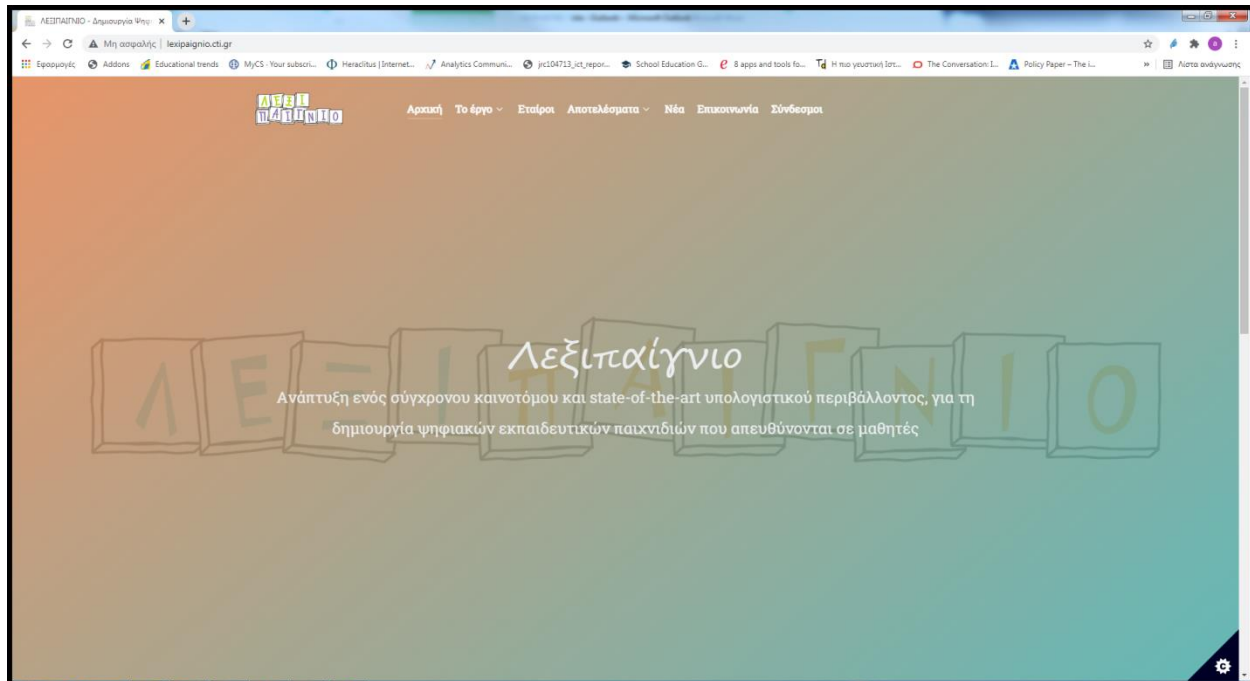 ΛΕΞΙΠΑΙΓΝΙΟ - Δημιουργία Ψηφ
Μη ασφαλής | lexipaignio.cti.gr
Εφαρμογές Addons Educational trends MyCS - Your subscri... Heraclitus | Internet... Analytics Communi... jrc104713_ict_repor... School Education G... 8 apps and tools fo... Η πιο γευστική Ιστ... The Conversation: I... Policy Paper – The i... » Λίστα ανάγνωσης
ΛΕΞΙ
ΠΑΙΓΝΙΟ
Αρχική Το έργο Εταίροι Αποτελέσματα Νέα Επικοινωνία Σύνδεσμοι
ΛΕΞΙΠΑΙΓΝΙΟ
Λεξιπαίγνιο
Ανάπτυξη ενός σύγχρονου καινοτόμου και state-of-the-art υπολογιστικού περιβάλλοντος, για τη
δημιουργία ψηφιακών εκπαιδευτικών παιχνιδιών που απευθύνονται σε μαθητές